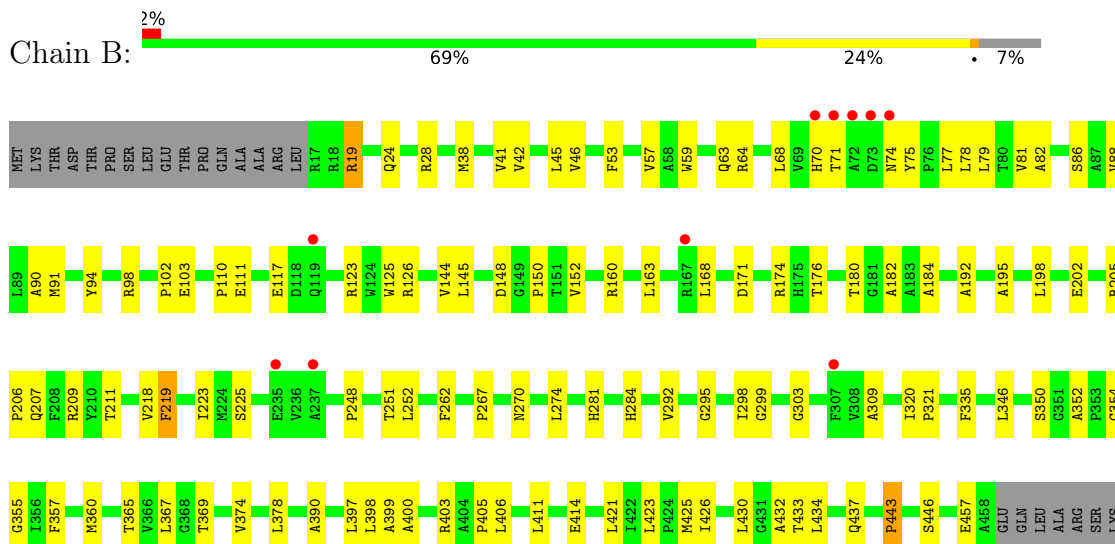 2%
Chain B:
69% 24% • 7%
MET LYS THR ASP THR PRO SER LEU GLU THR PRO GLN ALA ALA ARG LEU R17 R18 R19 Q24 R28 M38 V41 V42 L45 V46 F53 V57 A58 W59 Q63 R64 L68 V69 H70 T71 A72 D73 N74 Y75 P76 L77 L78 L79 T80 V81 A82 S86 A87 V88
L89 A90 M91 Y94 R98 P102 E103 P110 E111 E117 D118 Q119 R123 W124 W125 R126 V144 L145 D148 G149 P150 T151 V152 R160 L163 R167 L168 D171 R174 H175 T176 T180 G181 A182 A183 A184 A192 A195 L198 E202
P206 Q207 F208 R209 Y210 T211 V218 F219 I223 M224 S225 E235 V236 A237 P248 T251 L252 F262 P267 N270 L274 H281 H284 V292 G295 I298 G299 G303 F307 V308 A309 I320 P321 F335 L346 S350 G351 A352 P353 G354
G355 I356 F357 M360 T365 V366 L367 G368 T369 V374 L378 A390 L397 L398 A399 A400 R403 A404 P405 L406 L411 E414 L421 I422 L423 P424 M425 I426 L430 G431 A432 T433 L434 Q437 P443 S446 E457 A458 GLU GLN LEU ALA ARG SER LYS